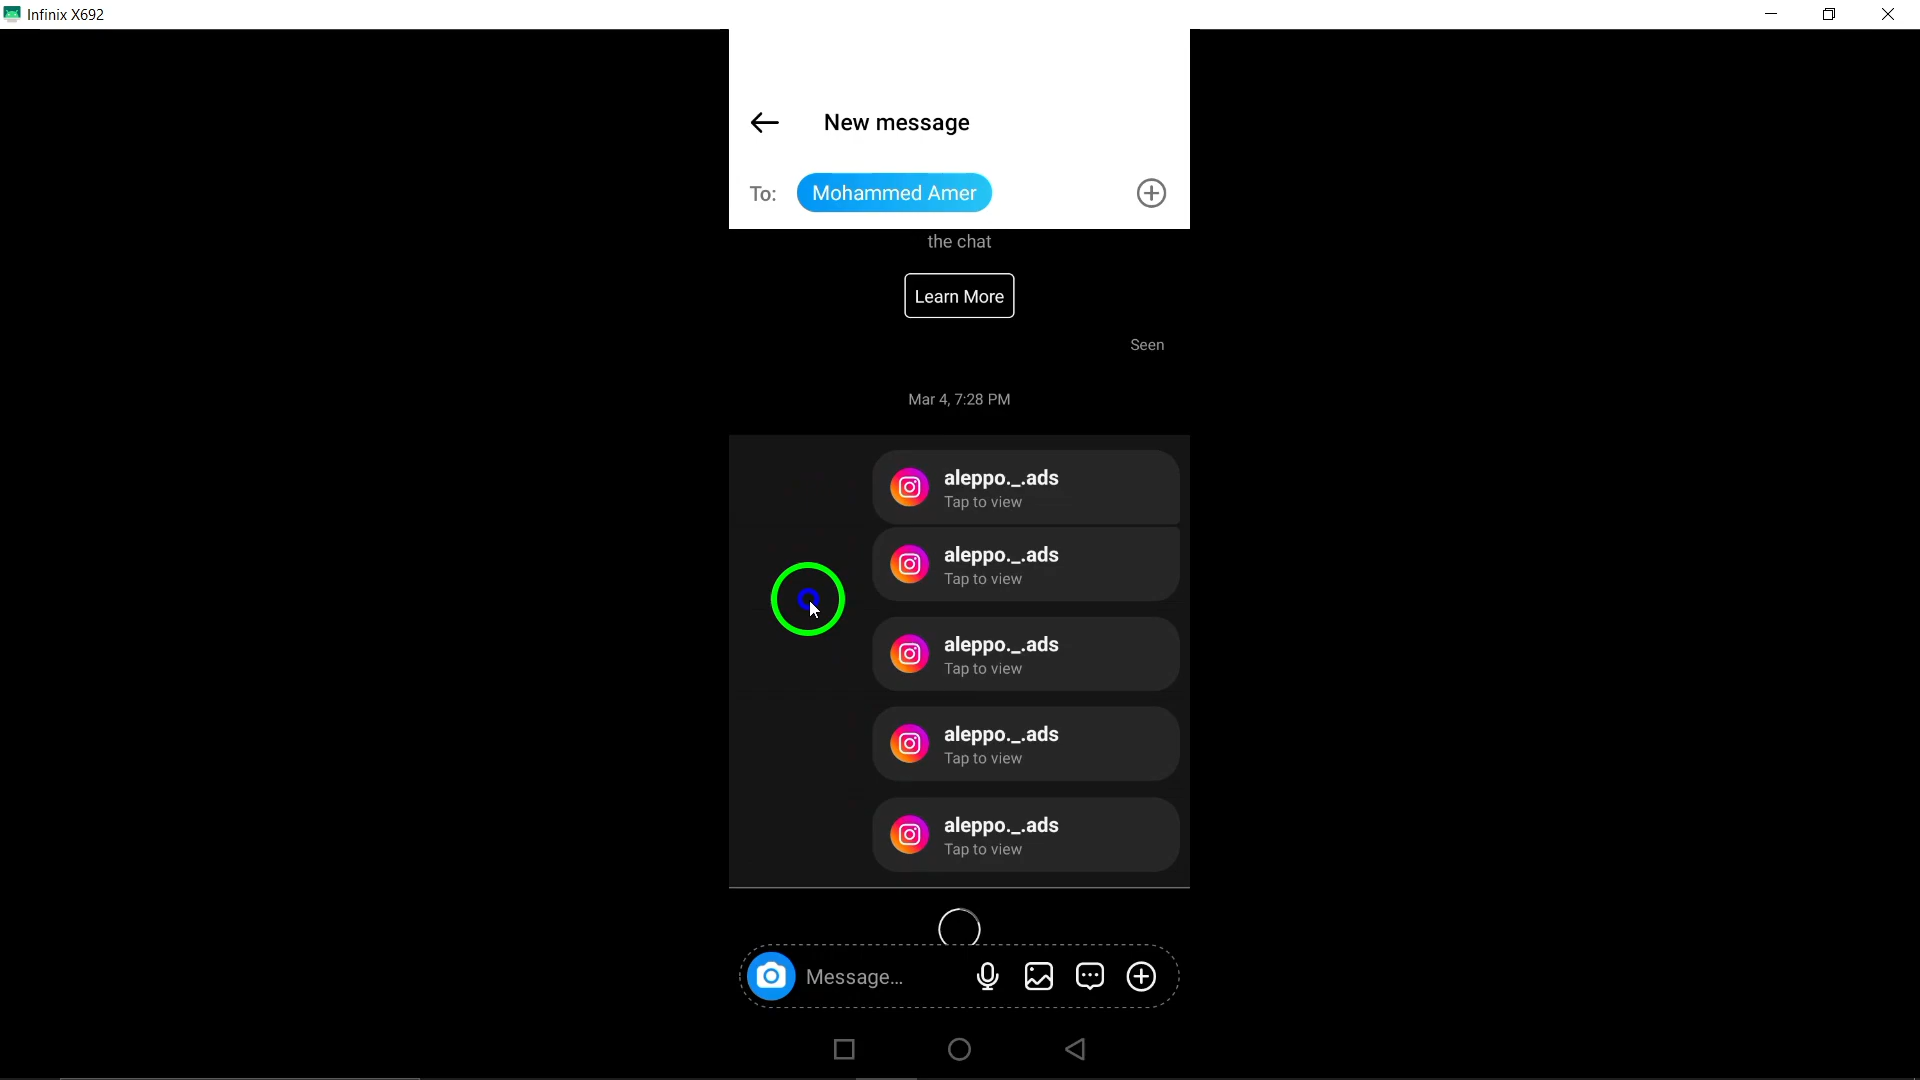 Infinix X692
New message
To: Mohammed Amer
the chat
Learn More
Seen
Mar 4, 7:28 PM
aleppo._.ads
Tap to view
aleppo._.ads
Tap to view
aleppo._.ads
Tap to view
aleppo._.ads
Tap to view
aleppo._.ads
Tap to view
Message...